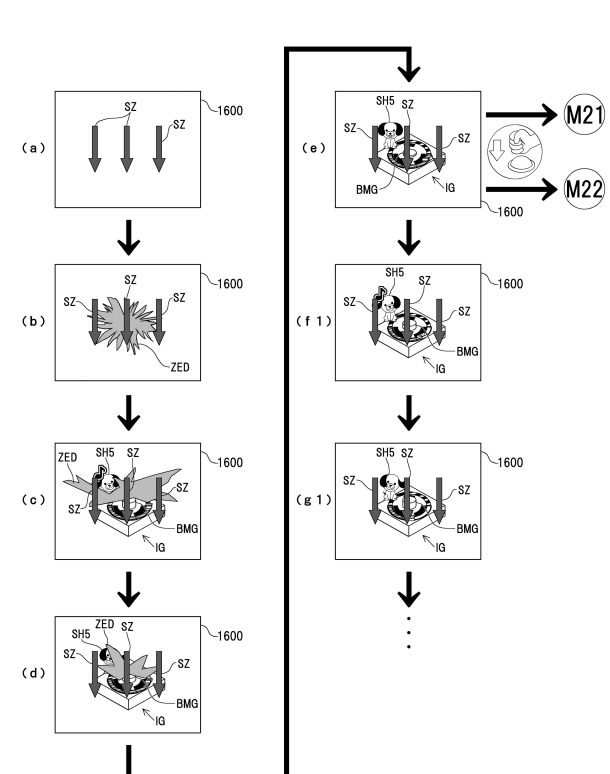 (a)
SZ
SZ
1600
(b)
SZ
SZ
SZ
1600
ZED
(c)
ZED
SH5
SZ
1600
SZ
SZ
BMG
IG
(d)
ZED
SH5
SZ
1600
SZ
SZ
BMG
IG
(e)
SH5
SZ
SZ
SZ
BMG
IG
1600
M21
M22
(f1)
SH5
1600
SZ
SZ
SZ
BMG
IG
(g1)
SH5
SZ
1600
SZ
SZ
BMG
IG